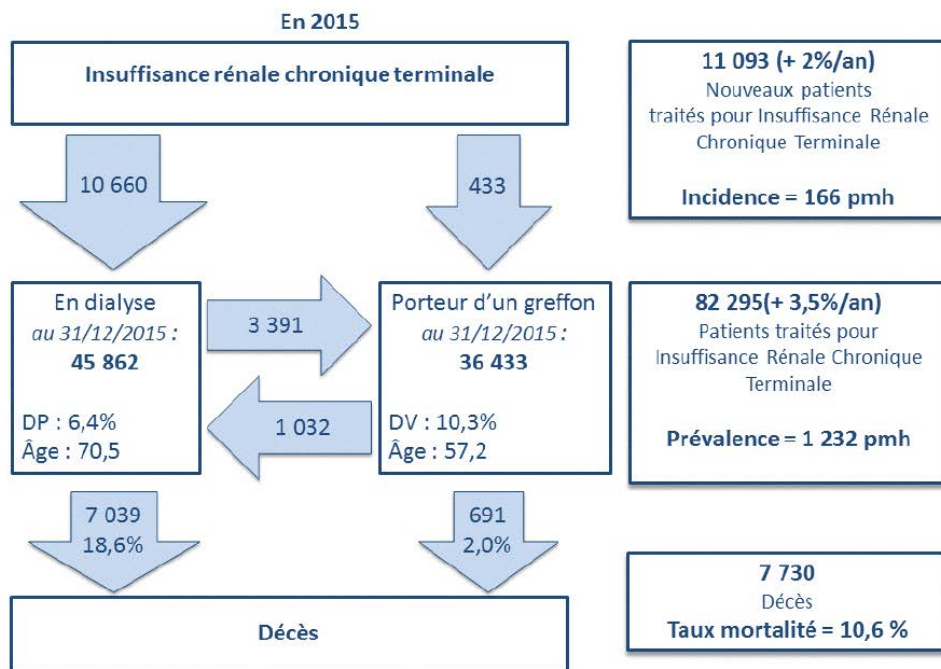 En 2015
Insuffisance rénale chronique terminale
10 660
433
11 093 (+ 2%/an)
Nouveaux patients
traités pour Insuffisance Rénale
Chronique Terminale
Incidence = 166 pmh
En dialyse
au 31/12/2015 :
45 862
DP : 6,4%
Âge : 70,5
3 391
1 032
Porteur d’un greffon
au 31/12/2015 :
36 433
DV : 10,3%
Âge : 57,2
82 295(+ 3,5%/an)
Patients traités pour
Insuffisance Rénale Chronique
Terminale
Prévalence = 1 232 pmh
7 039
18,6%
691
2,0%
Décès
7 730
Décès
Taux mortalité = 10,6 %